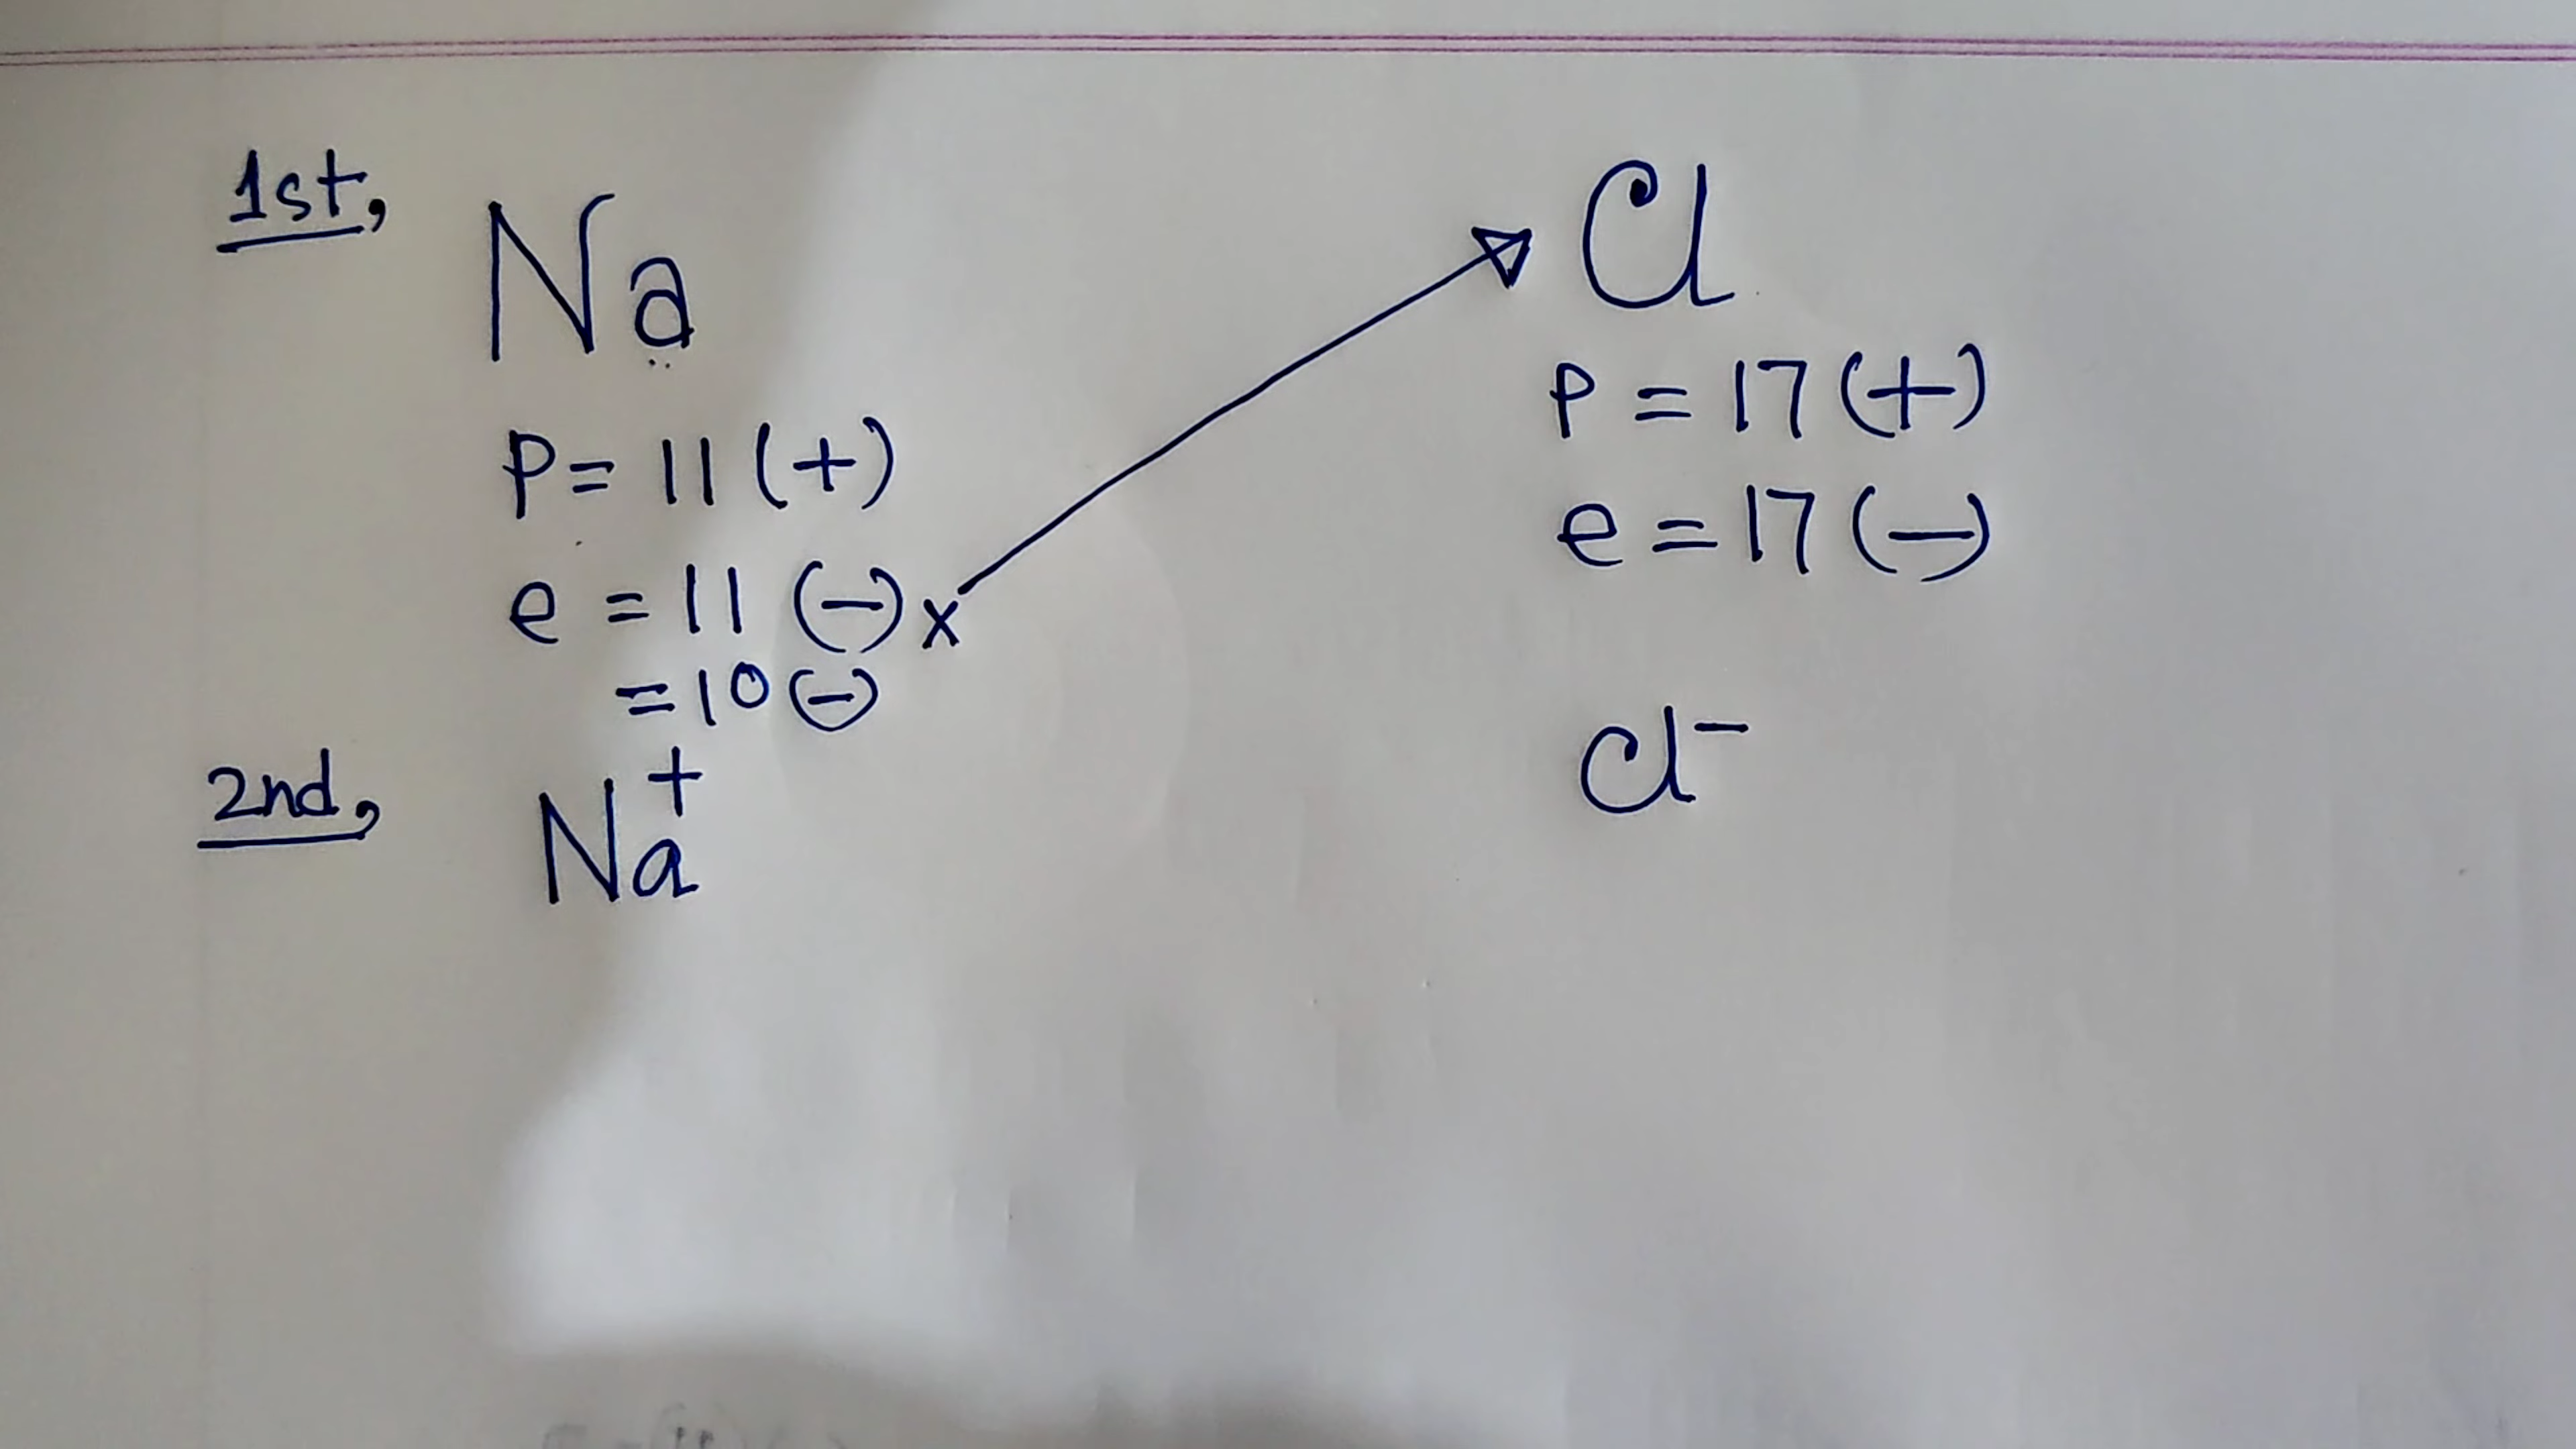 1st, Na Cl
P = 11 (+) P = 17 (+)
e = 11 (-) x e = 17 (-)
= 10 (-)
2nd, Na⁺ Cl⁻